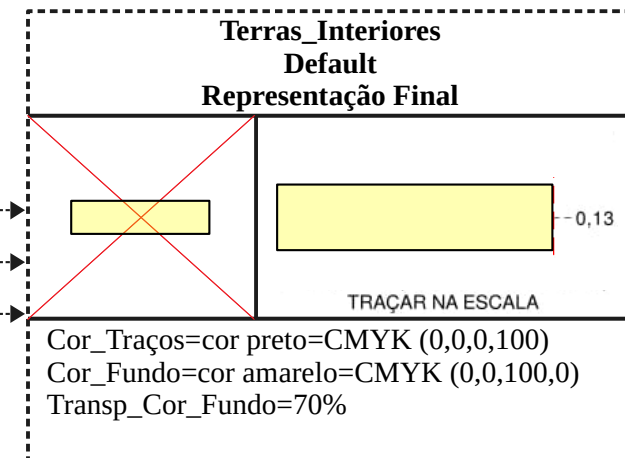 Terras_Interiores
Default
Representação Final
0,13
TRAÇAR NA ESCALA
Cor_Traços=cor preto=CMYK (0,0,0,100)
Cor_Fundo=cor amarelo=CMYK (0,0,100,0)
Transp_Cor_Fundo=70%